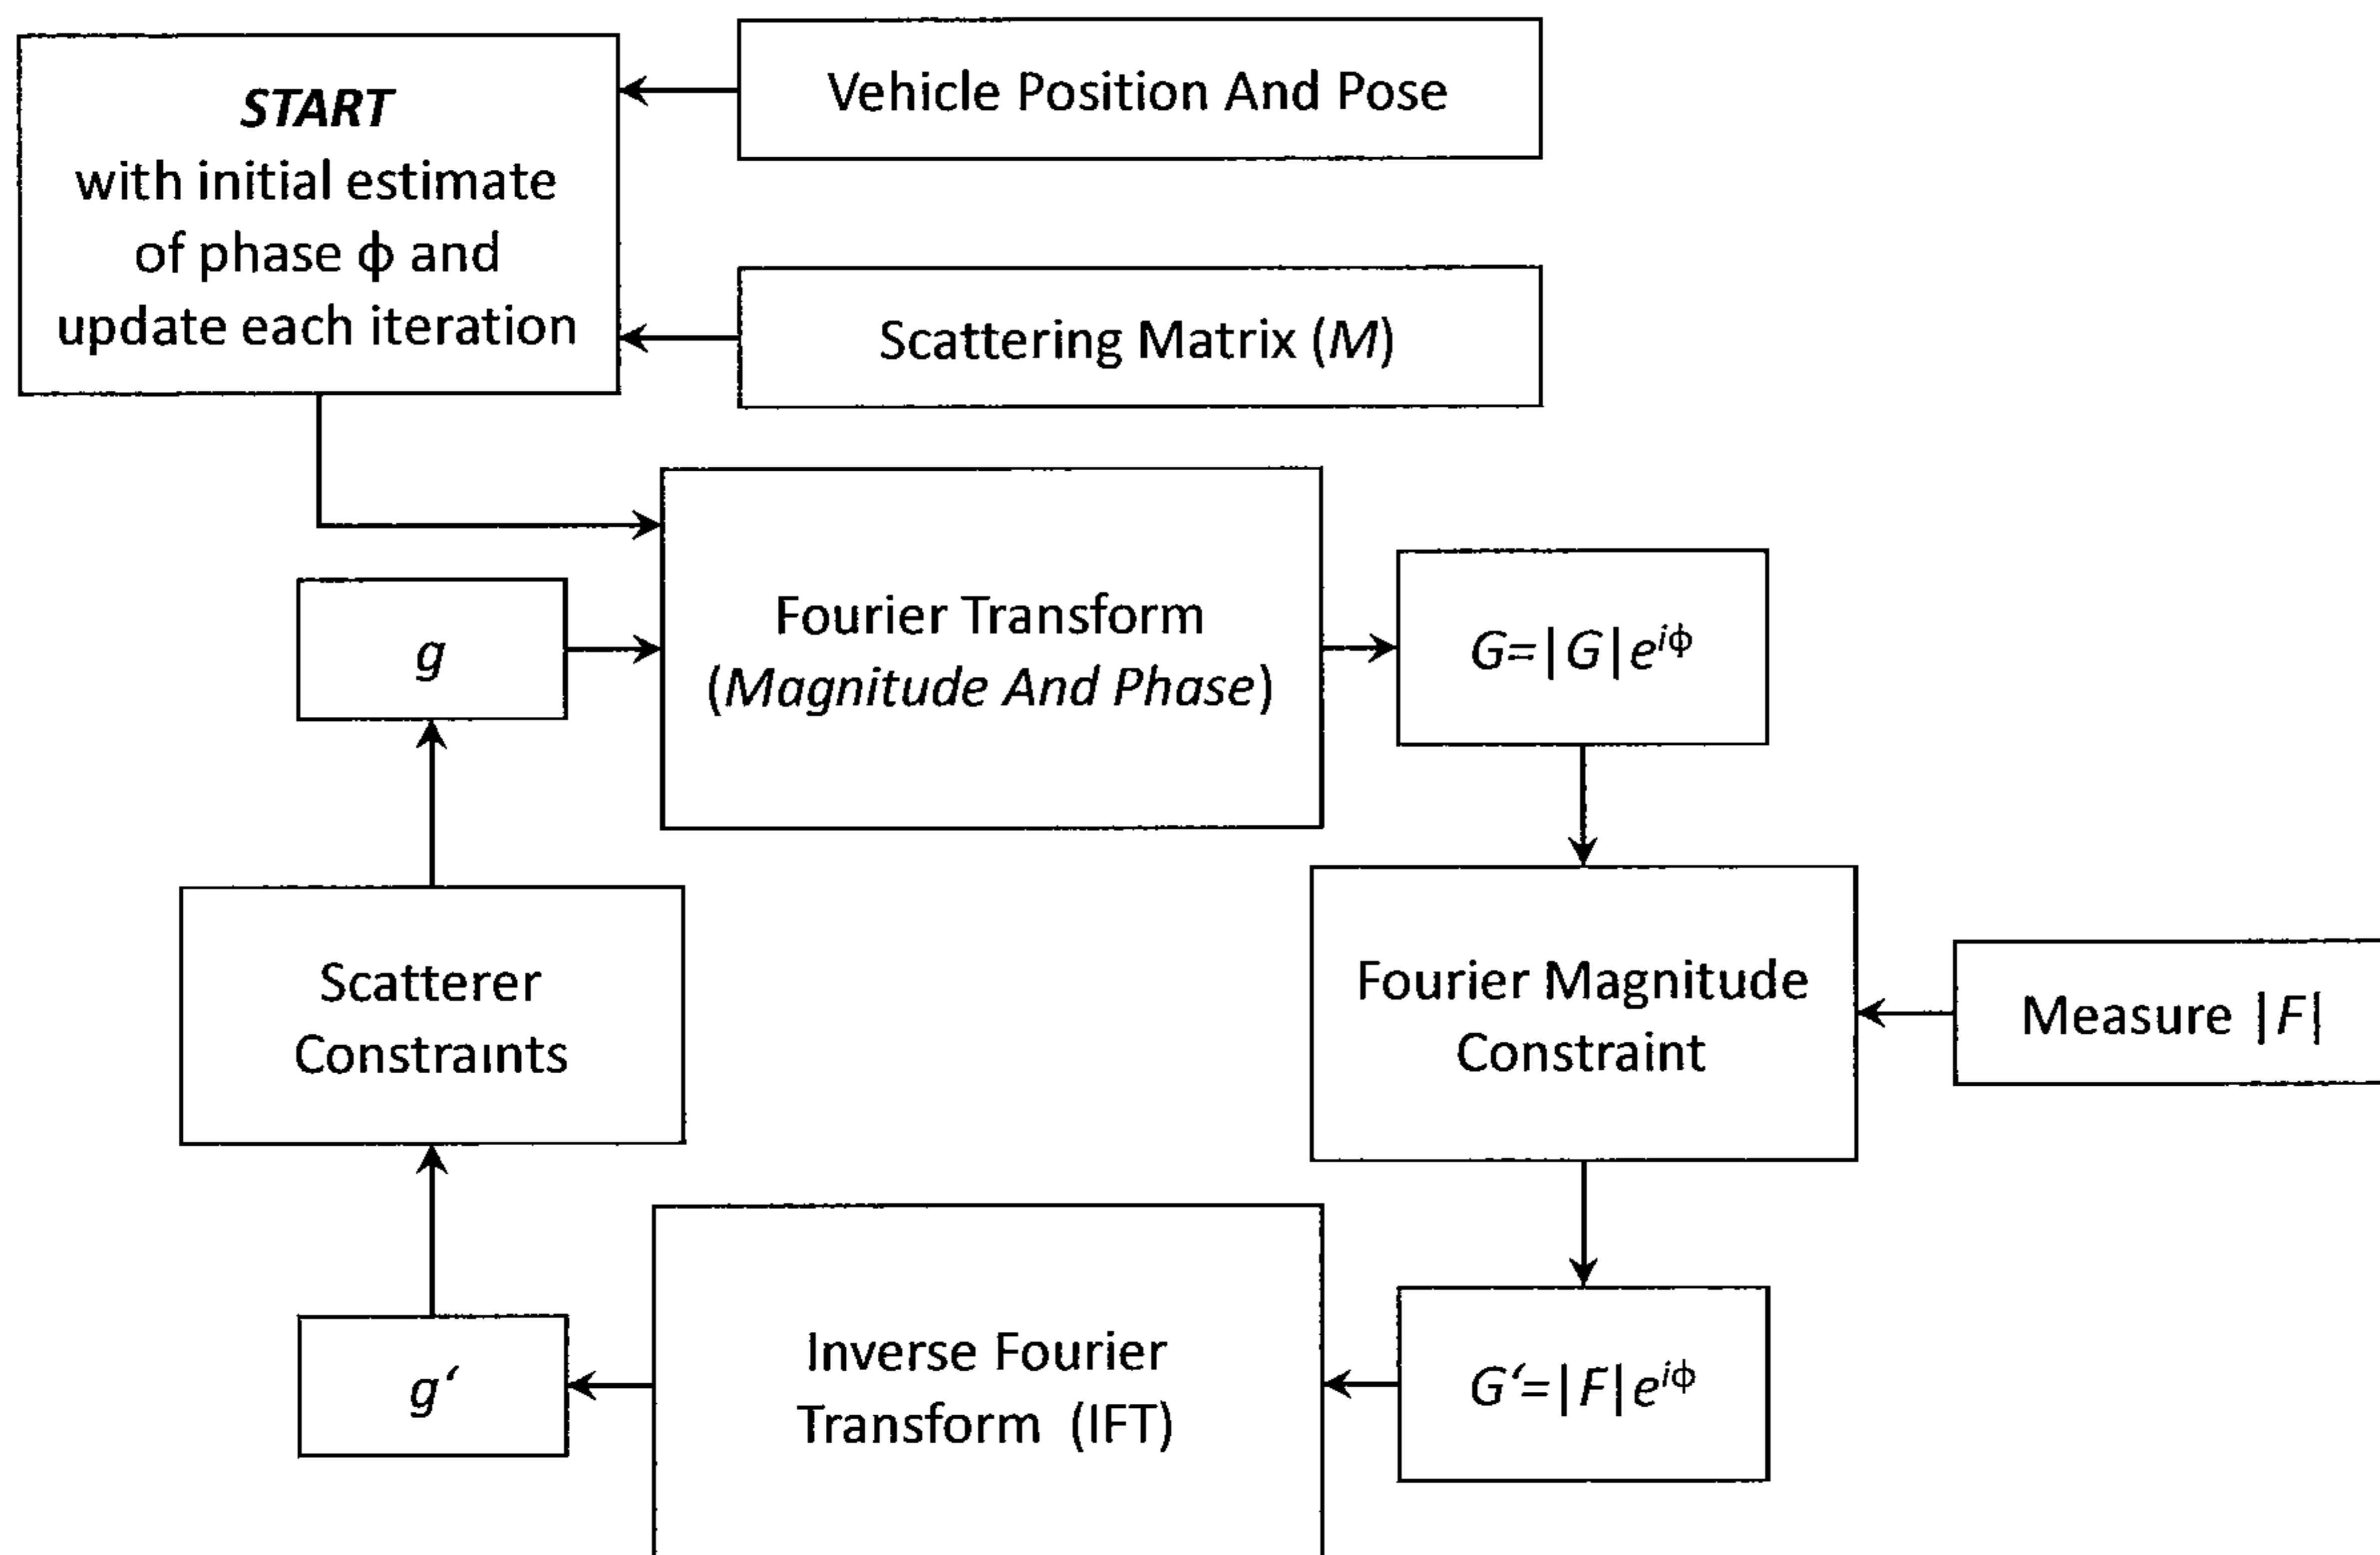 START
with initial estimate
of phase ϕ and
update each iteration
Vehicle Position And Pose
Scattering Matrix (M)
g
Fourier Transform
(Magnitude And Phase)
G=|G|e^{iϕ}
Scatterer
Constraints
Fourier Magnitude
Constraint
Measure |F|
g‘
Inverse Fourier
Transform (IFT)
G‘=|F|e^{iϕ}